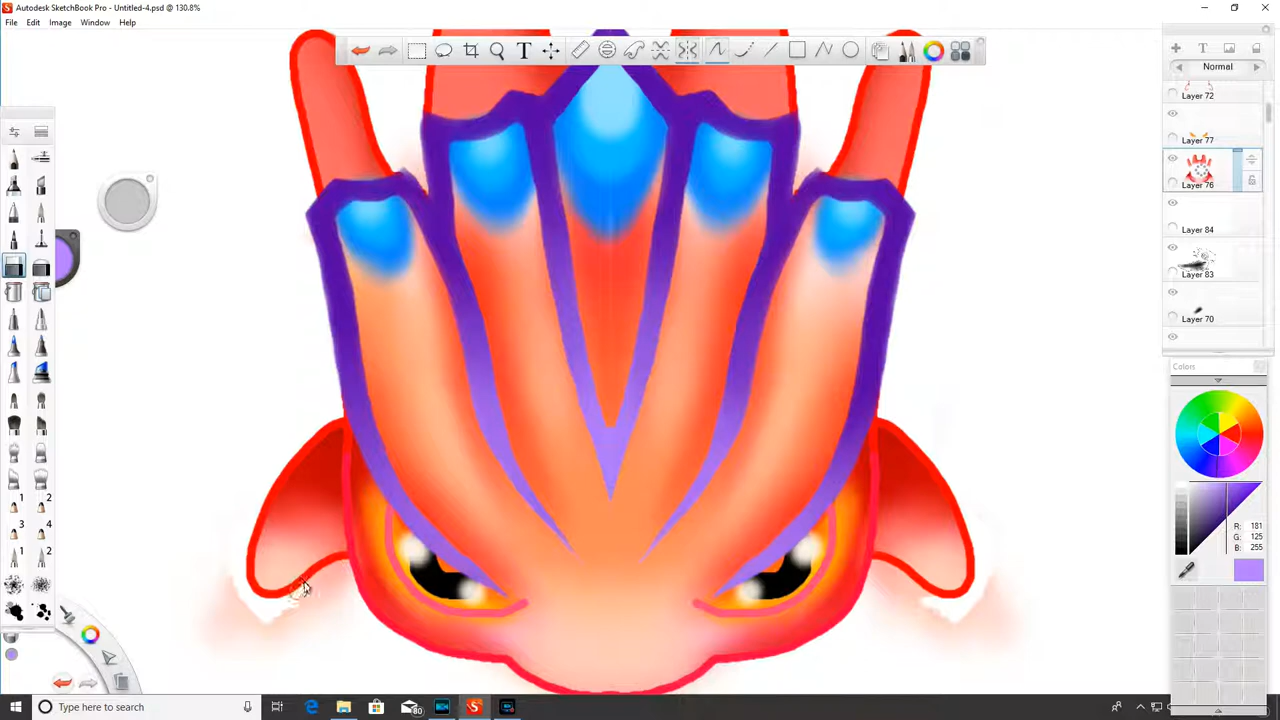 Autodesk SketchBook Pro - Untitled-4.psd @ 130.8%
File Edit Image Window Help
T
T
Normal
Layer 72
Layer 77
Layer 76
Layer 84
Layer 83
Layer 70
Colors
R:
181
G:
125
B:
255
1 2
3 4
1 2
Type here to search
S